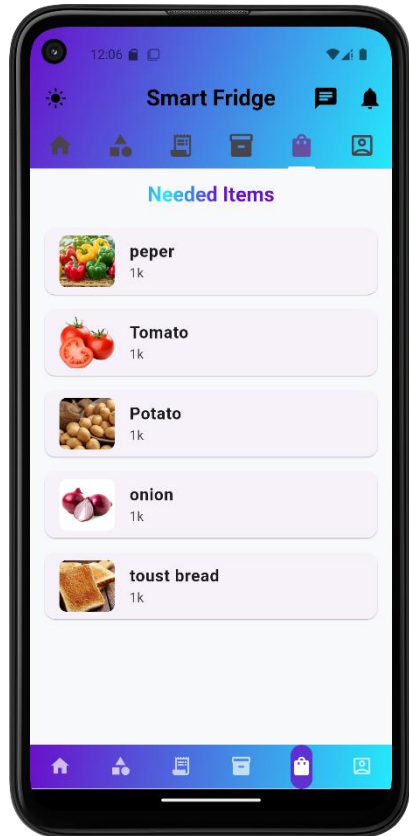 12:06
Smart Fridge
Needed Items
peper
1k
Tomato
1k
Potato
1k
onion
1k
toust bread
1k